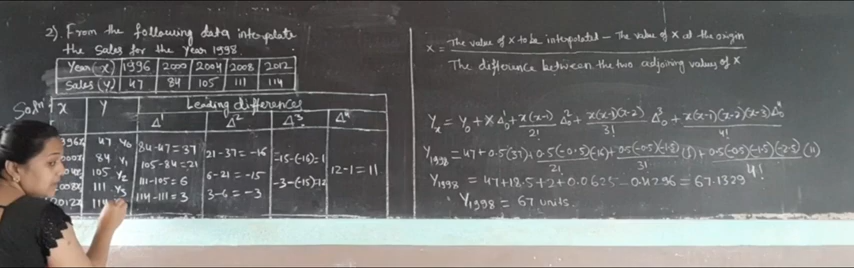 2). From the following data interpolate
the sales for the year 1998.
Year (X) 1996 2000 2004 2008 2012
Sales (Y) 47 84 105 111 114
X Y Leading differences
Δ¹ Δ² Δ³ Δ⁴
47 Y0 84-47=37 21-37=-16 -15-(-16)=1 12-1=11
84 Y1 105-84=21 6-21=-15 -3-(-15)=12
105 Y2 111-105=6 3-6=-3
111 Y3 114-111=3
2012
X = The value of X to be interpolated - The value of X at the origin
The difference between the two adjoining values of X
Yx = Y0 + XΔ¹0 + x(x-1)/2! Δ²0 + x(x-1)(x-2)/3! Δ³0 + x(x-1)(x-2)(x-3)Δ⁴0/4!
Y1998 = 47+0.5(37)+0.5(-0.5)(-16)/2!+0.5(-0.5)(-1.5)(1)/3!+0.5(-0.5)(-1.5)(-2.5)(11)/4!
Y1998 = 47+18.5+2+0.0625-0.4296=67.1329
Y1998 = 67 units.